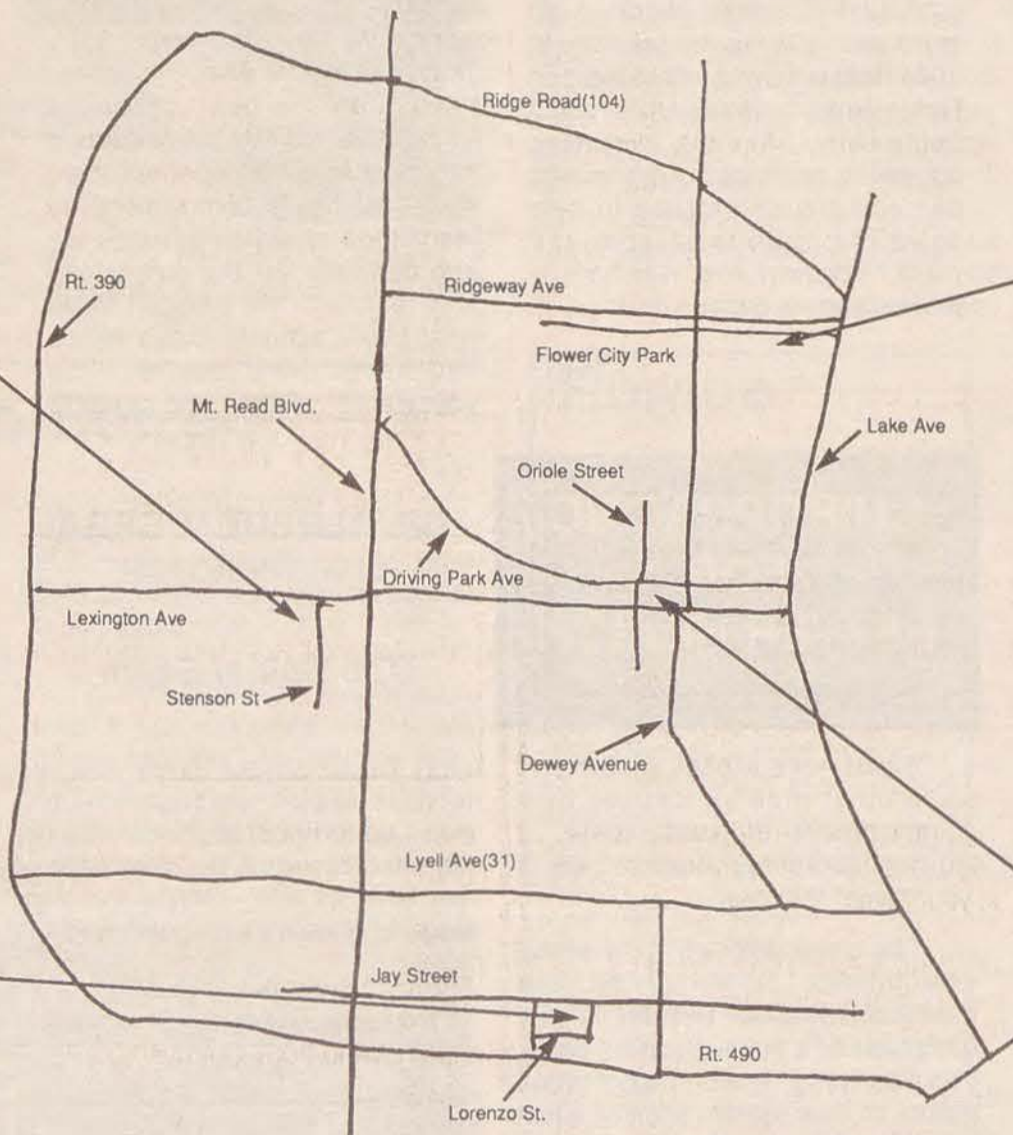 Ridge Road(104)
Rt. 390
Ridgeway Ave
Flower City Park
Mt. Read Blvd.
Lake Ave
Oriole Street
Driving Park Ave
Lexington Ave
Stenson St
Dewey Avenue
Lyell Ave(31)
Jay Street
Rt. 490
Lorenzo St.